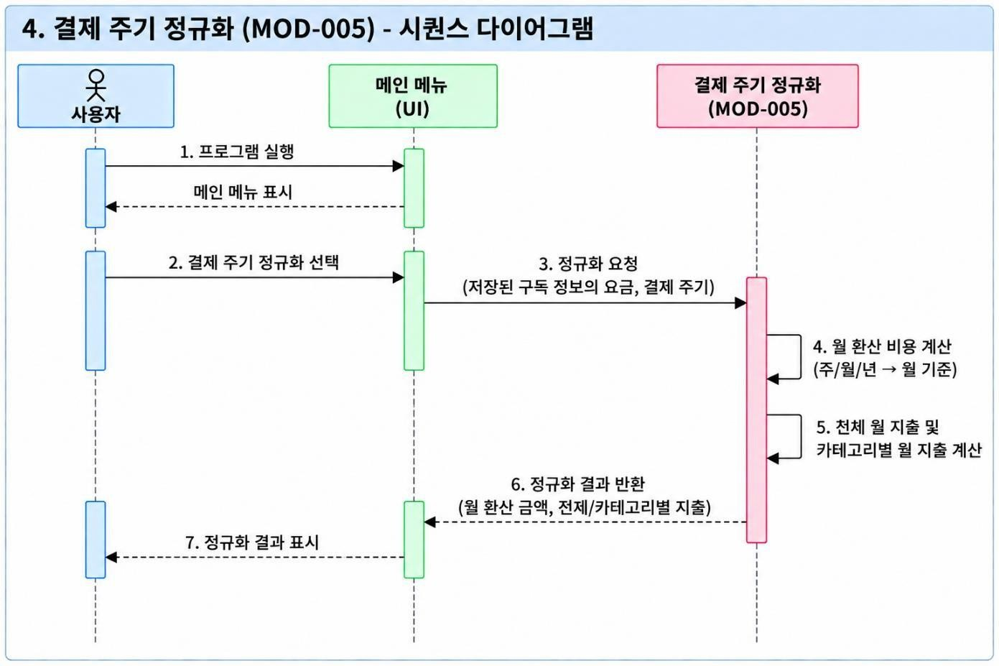 4. 결제 주기 정규화 (MOD-005) - 시퀀스 다이어그램
사용자
메인 메뉴
(UI)
결제 주기 정규화
(MOD-005)
1. 프로그램 실행
메인 메뉴 표시
2. 결제 주기 정규화 선택
3. 정규화 요청
(저장된 구독 정보의 요금, 결제 주기)
4. 월 환산 비용 계산
(주/월/년 → 월 기준)
5. 천체 월 지출 및
카테고리별 월 지출 계산
6. 정규화 결과 반환
(월 환산 금액, 전제/카테고리별 지출)
7. 정규화 결과 표시